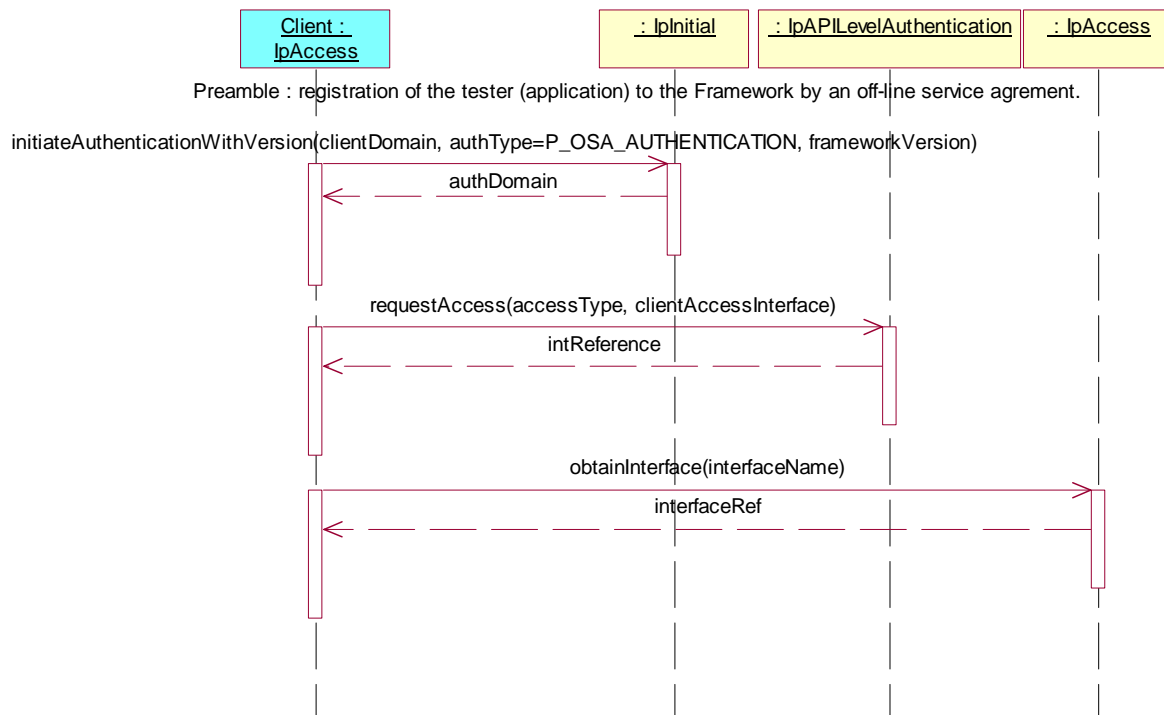 Client :
IpAccess
: IpInitial
: IpAPILevelAuthentication
: IpAccess
Preamble : registration of the tester (application) to the Framework by an off-line service agrement.
initiateAuthenticationWithVersion(clientDomain, authType=P_OSA_AUTHENTICATION, frameworkVersion)
authDomain
requestAccess(accessType, clientAccessInterface)
intReference
obtainInterface(interfaceName)
interfaceRef